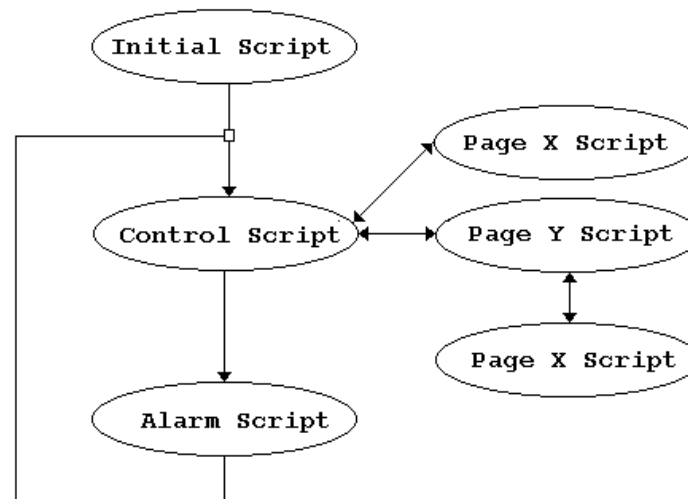 Initial Script
Page X Script
Control Script
Page Y Script
Page X Script
Alarm Script